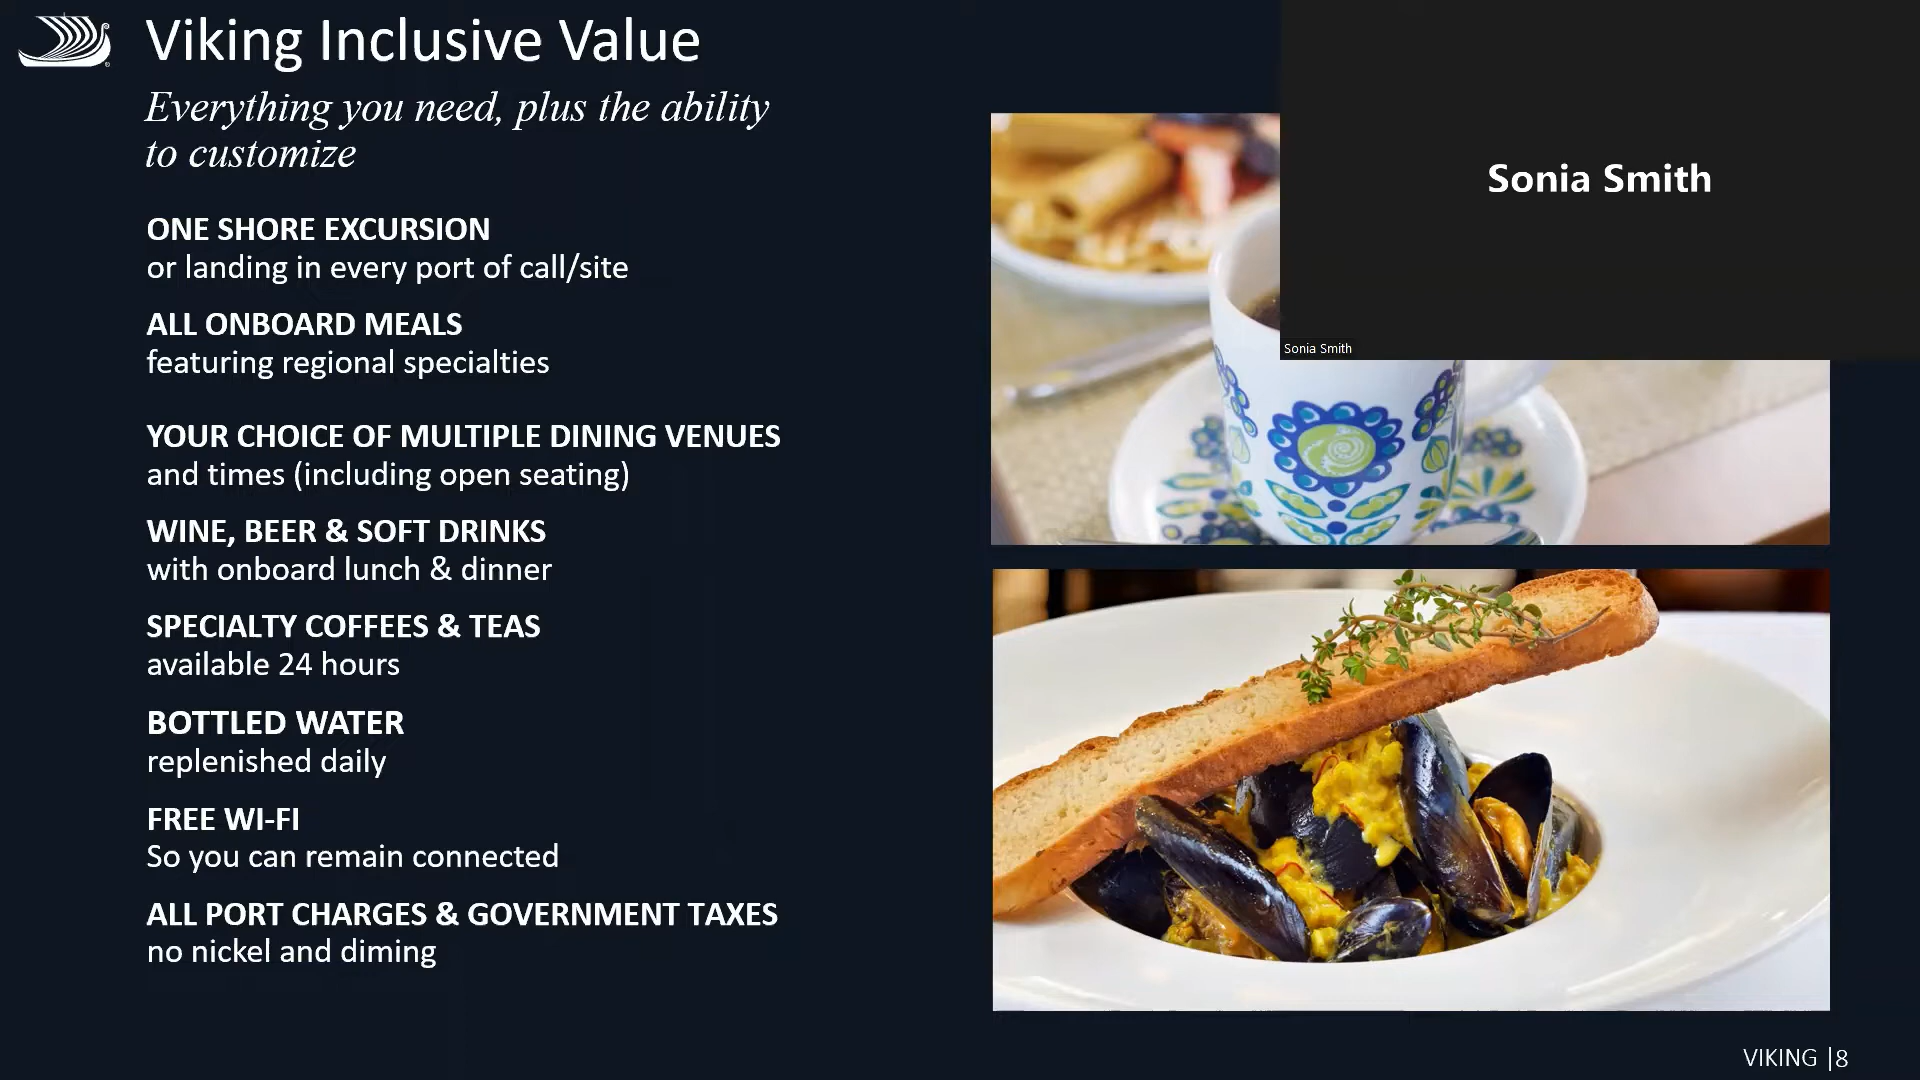 Viking Inclusive Value
Everything you need, plus the ability
to customize
ONE SHORE EXCURSION
or landing in every port of call/site
ALL ONBOARD MEALS
featuring regional specialties
YOUR CHOICE OF MULTIPLE DINING VENUES
and times (including open seating)
WINE, BEER & SOFT DRINKS
with onboard lunch & dinner
SPECIALTY COFFEES & TEAS
available 24 hours
BOTTLED WATER
replenished daily
FREE WI-FI
So you can remain connected
ALL PORT CHARGES & GOVERNMENT TAXES
no nickel and diming
Sonia Smith
Sonia Smith
VIKING |8